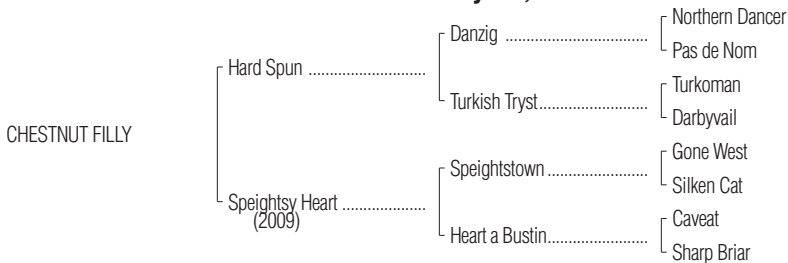 Northern Dancer
Danzig ..............................
Pas de Nom
Hard Spun ...........................
Turkoman
Turkish Tryst.........................
Darbyvail
CHESTNUT FILLY
Gone West
Speightstown .....................
Silken Cat
Speightsy Heart ...................
(2009)
Caveat
Heart a Bustin.......................
Sharp Briar